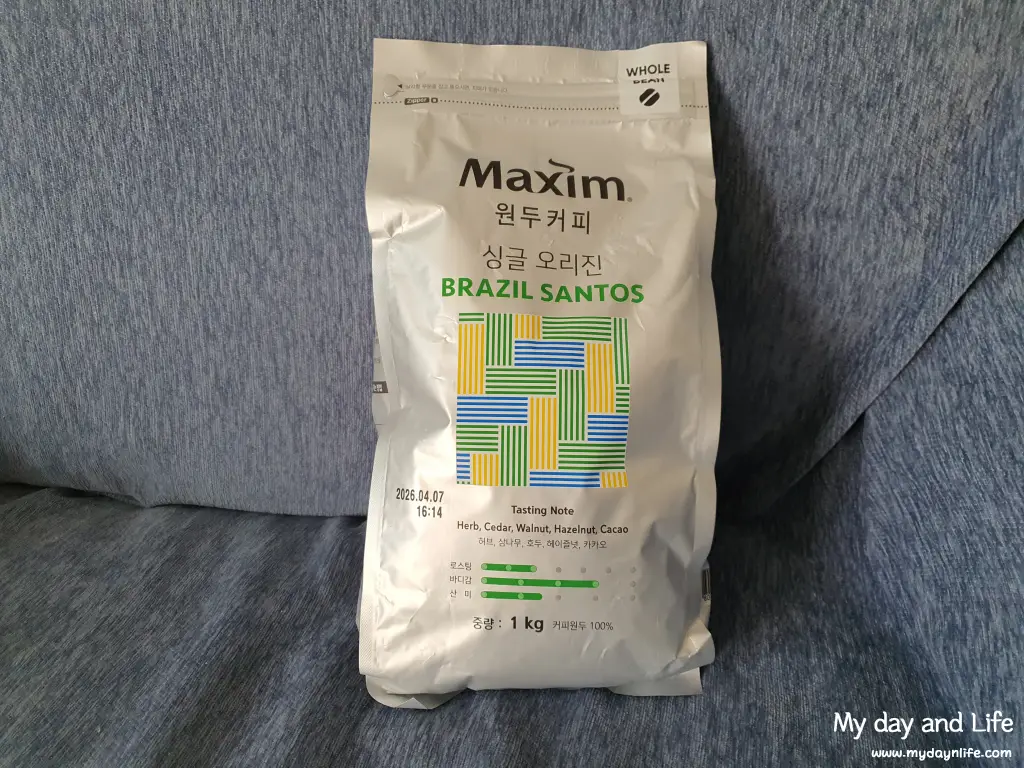 WHOLE
BEAN
Zipper
Maxim
원두커피
싱글 오리진
BRAZIL SANTOS
2026.04.07
16:14
Tasting Note
Herb, Cedar, Walnut, Hazelnut, Cacao
허브, 삼나무, 호두, 헤이즐넛, 카카오
로스팅
바디감
산 미
중량 : 1 kg 커피원두 100%
My day and Life
www.mydaynlife.com